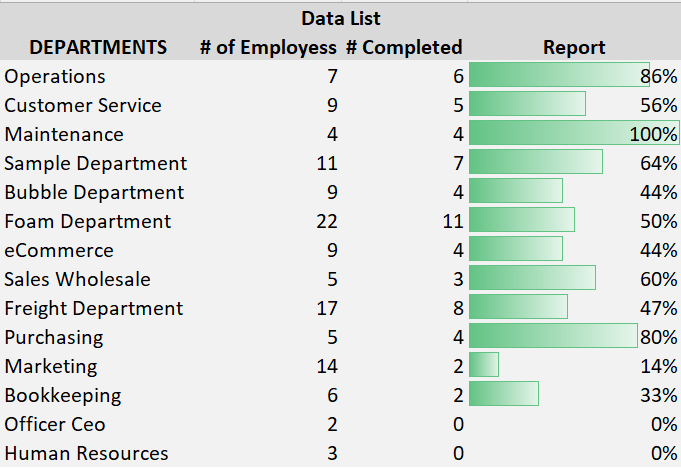 Data List
DEPARTMENTS # of Employess # Completed Report
Operations 7 6 86%
Customer Service 9 5 56%
Maintenance 4 4 100%
Sample Department 11 7 64%
Bubble Department 9 4 44%
Foam Department 22 11 50%
eCommerce 9 4 44%
Sales Wholesale 5 3 60%
Freight Department 17 8 47%
Purchasing 5 4 80%
Marketing 14 2 14%
Bookkeeping 6 2 33%
Officer Ceo 2 0 0%
Human Resources 3 0 0%